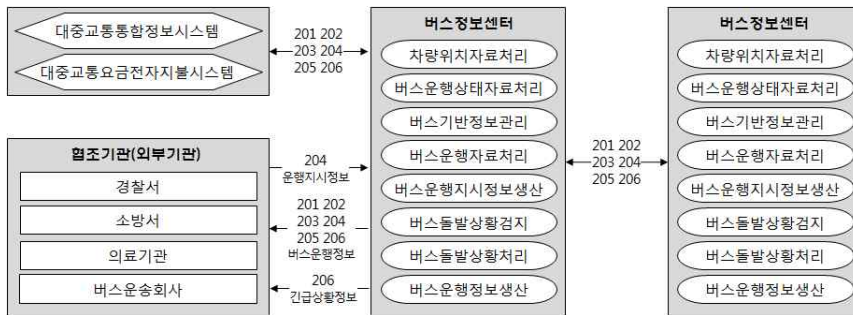 대중교통통합정보시스템
대중교통요금전자지불시스템
201 202
203 204
205 206
버스정보센터
차량위치자료처리
버스운행상태자료처리
버스기반정보관리
버스운행자료처리
버스운행지시정보생산
버스돌발상황검지
버스돌발상황처리
버스운행정보생산
201 202
203 204
205 206
버스정보센터
차량위치자료처리
버스운행상태자료처리
버스기반정보관리
버스운행자료처리
버스운행지시정보생산
버스돌발상황검지
버스돌발상황처리
버스운행정보생산
협조기관(외부기관)
경찰서
소방서
의료기관
버스운송회사
204
운행지시정보
201 202
203 204
205 206
버스운행정보
206
긴급상황정보